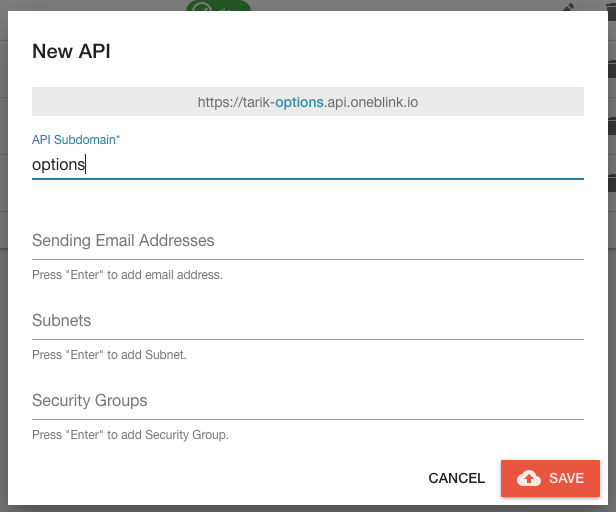 New API
https://tarik-options.api.oneblink.io
API Subdomain*
options
Sending Email Addresses
Press "Enter" to add email address.
Subnets
Press "Enter" to add Subnet.
Security Groups
Press "Enter" to add Security Group.
CANCEL
SAVE